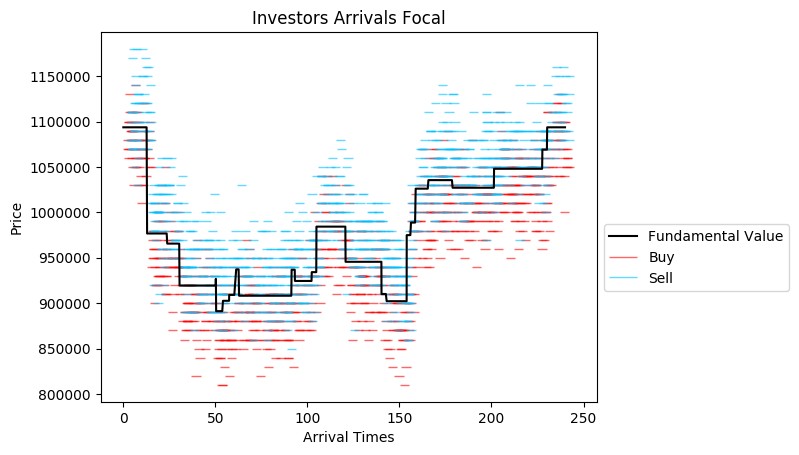 Investors Arrivals Focal
Price
1150000
1100000
1050000
1000000
950000
900000
850000
800000
0 50 100 150 200 250
Arrival Times
Fundamental Value
Buy
Sell